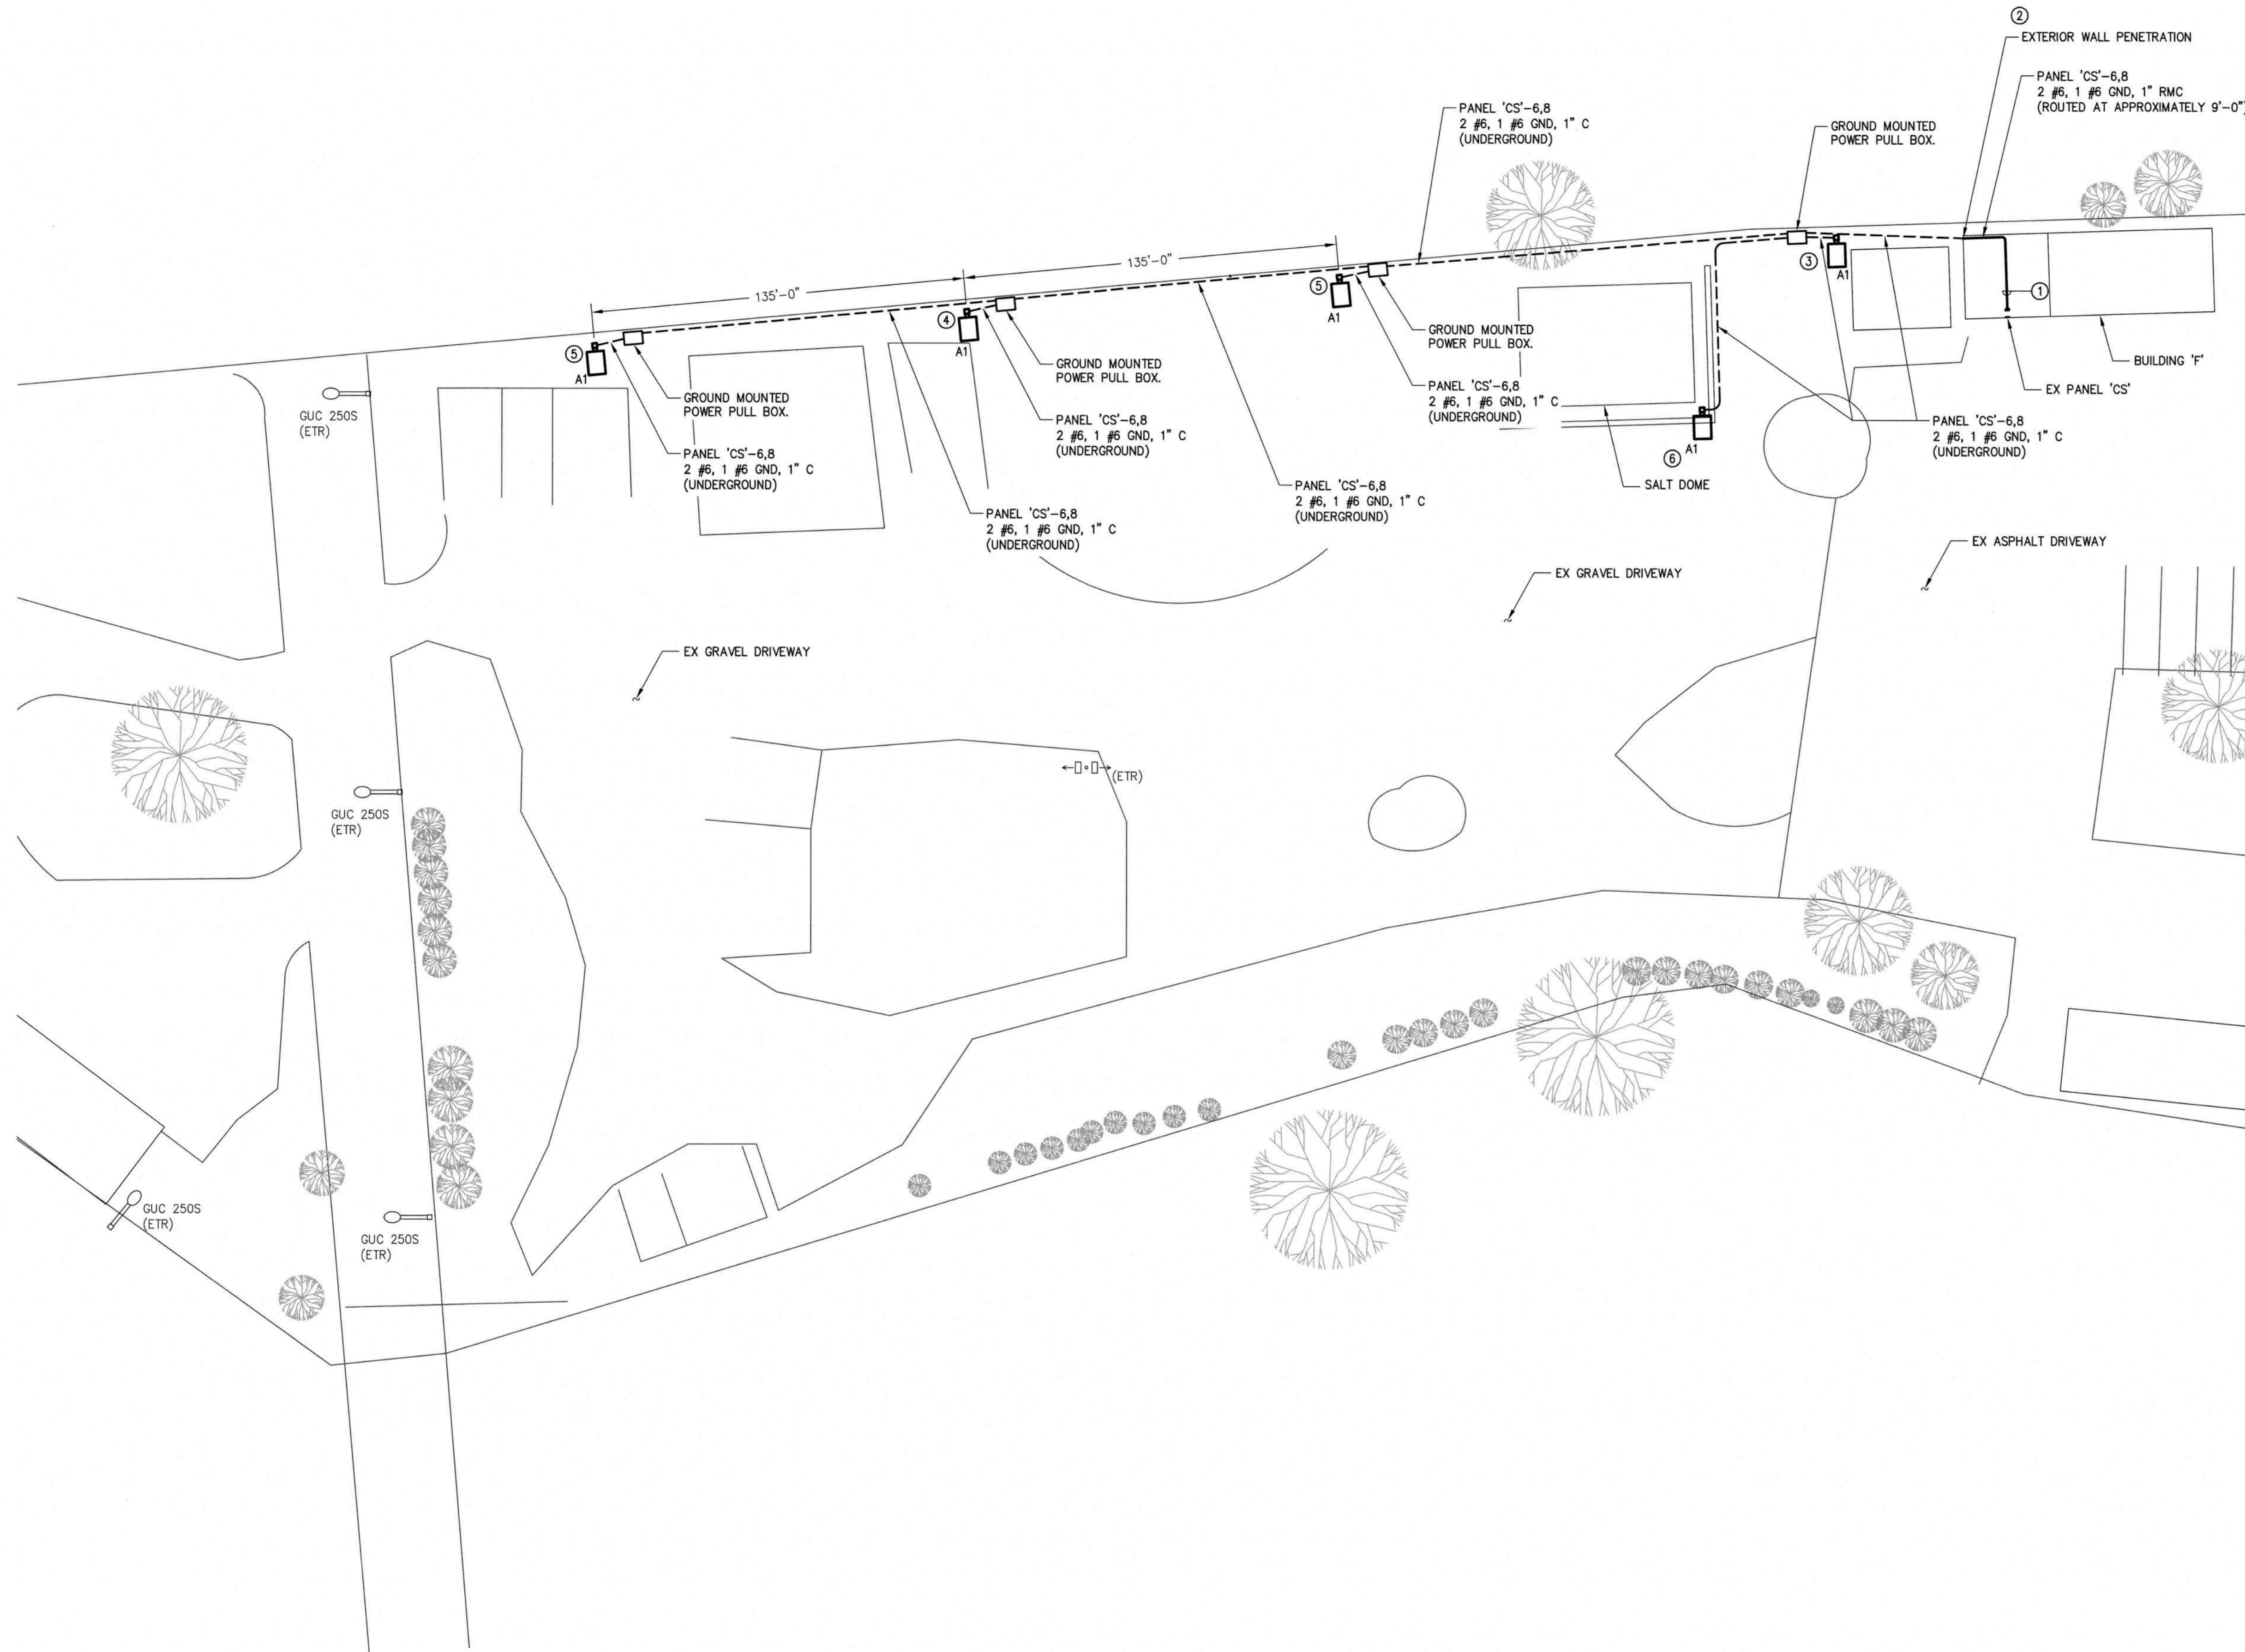 ②
EXTERIOR WALL PENETRATION
PANEL 'CS'-6,8
2 #6, 1 #6 GND, 1" RMC
(ROUTED AT APPROXIMATELY 9'-0")
PANEL 'CS'-6,8
2 #6, 1 #6 GND, 1" C
(UNDERGROUND)
GROUND MOUNTED
POWER PULL BOX.
135'-0"
135'-0"
③
A1
①
⑤
A1
④
A1
⑤
A1
GROUND MOUNTED
POWER PULL BOX.
BUILDING 'F'
EX PANEL 'CS'
GROUND MOUNTED
POWER PULL BOX.
GROUND MOUNTED
POWER PULL BOX.
PANEL 'CS'-6,8
2 #6, 1 #6 GND, 1" C
(UNDERGROUND)
GUC 250S
(ETR)
PANEL 'CS'-6,8
2 #6, 1 #6 GND, 1" C
(UNDERGROUND)
PANEL 'CS'-6,8
2 #6, 1 #6 GND, 1" C
(UNDERGROUND)
PANEL 'CS'-6,8
2 #6, 1 #6 GND, 1" C
(UNDERGROUND)
⑥
A1
SALT DOME
PANEL 'CS'-6,8
2 #6, 1 #6 GND, 1" C
(UNDERGROUND)
PANEL 'CS'-6,8
2 #6, 1 #6 GND, 1" C
(UNDERGROUND)
EX ASPHALT DRIVEWAY
EX GRAVEL DRIVEWAY
EX GRAVEL DRIVEWAY
(ETR)
GUC 250S
(ETR)
GUC 250S
(ETR)
GUC 250S
(ETR)